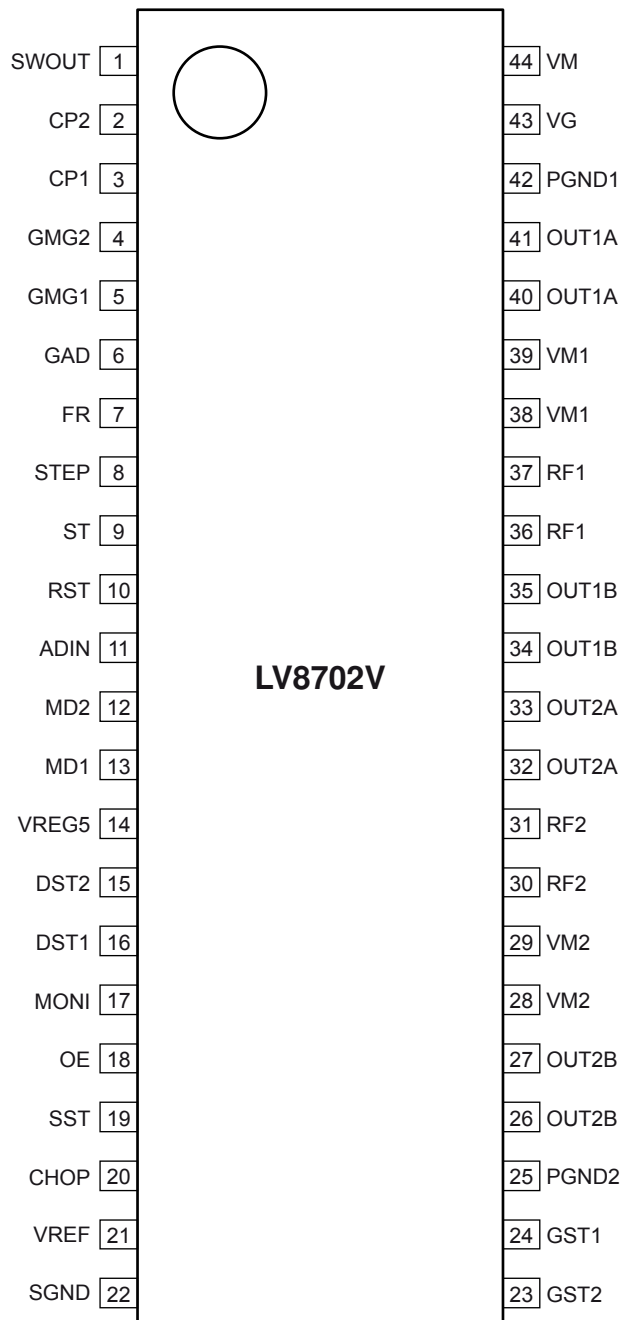 SWOUT 1 44 VM
CP2 2 43 VG
CP1 3 42 PGND1
GMG2 4 41 OUT1A
GMG1 5 40 OUT1A
GAD 6 39 VM1
FR 7 38 VM1
STEP 8 37 RF1
ST 9 36 RF1
RST 10 35 OUT1B
ADIN 11 34 OUT1B
LV8702V
MD2 12 33 OUT2A
MD1 13 32 OUT2A
VREG5 14 31 RF2
DST2 15 30 RF2
DST1 16 29 VM2
MONI 17 28 VM2
OE 18 27 OUT2B
SST 19 26 OUT2B
CHOP 20 25 PGND2
VREF 21 24 GST1
SGND 22 23 GST2